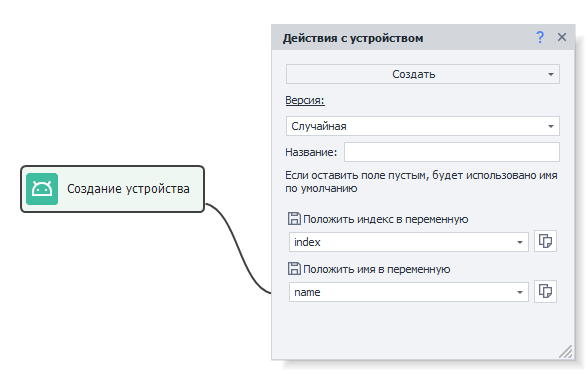 Действия с устройством ?
Создать
Версия:
Случайная
Название:
Создание устройства
Если оставить поле пустым, будет использовано имя
по умолчанию
Положить индекс в переменную
index
Положить имя в переменную
name